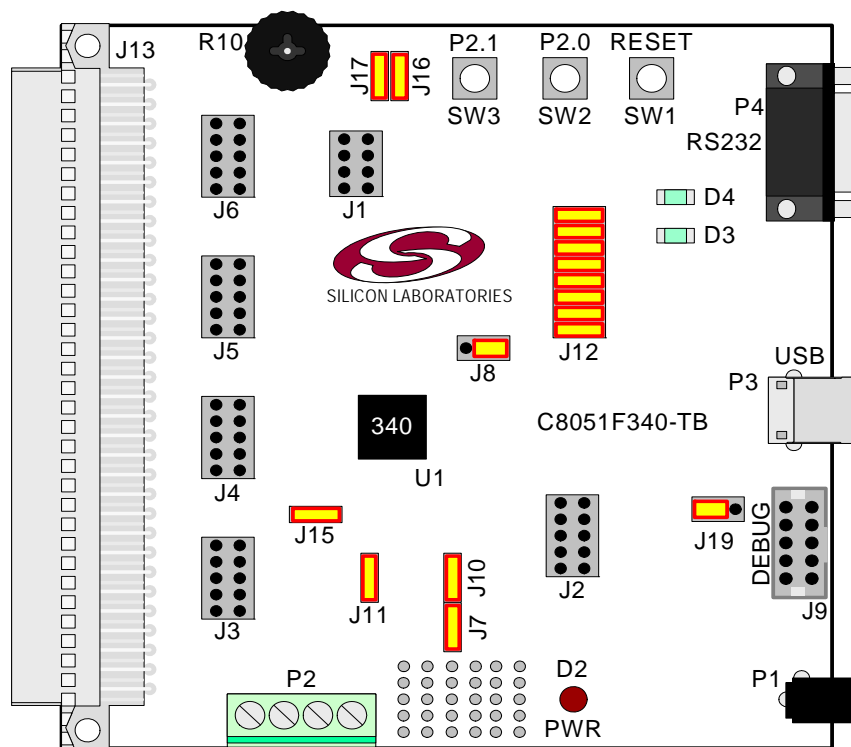 J13
R10
J17
J16
P2.1
P2.0
RESET
SW3
SW2
SW1
P4
RS232
J6
J1
D4
D3
SILICON LABORATORIES
J5
J8
J12
USB
P3
340
U1
C8051F340-TB
J4
J15
J19
DEBUG
J9
J3
J11
J10
J7
J2
P2
D2
PWR
P1